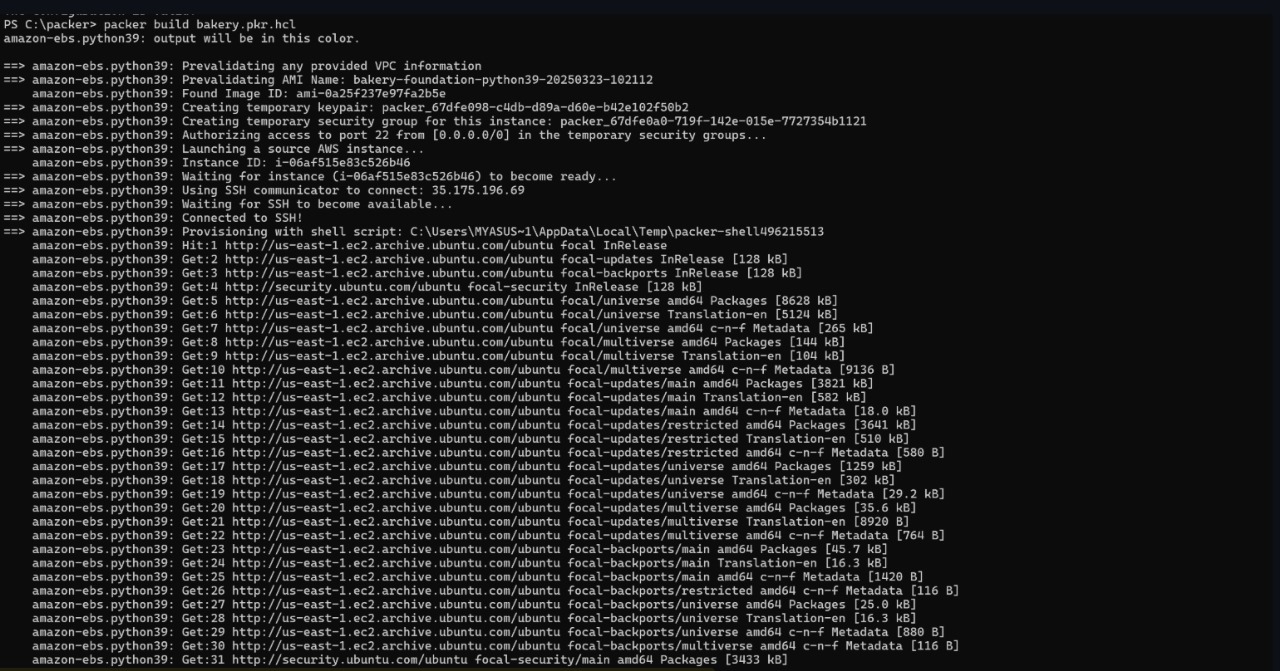 PS C:\packer> packer build bakery.pkr.hcl
amazon-ebs.python39: output will be in this color.
==> amazon-ebs.python39: Prevalidating any provided VPC information
==> amazon-ebs.python39: Prevalidating AMI Name: bakery-foundation-python39-20250323-102112
    amazon-ebs.python39: Found Image ID: ami-0a25f237e97fa2b5e
==> amazon-ebs.python39: Creating temporary keypair: packer_67dfe098-c4db-d89a-d60e-b42e102f50b2
==> amazon-ebs.python39: Creating temporary security group for this instance: packer_67dfe0a0-719f-142e-015e-7727354b1121
==> amazon-ebs.python39: Authorizing access to port 22 from [0.0.0.0/0] in the temporary security groups...
==> amazon-ebs.python39: Launching a source AWS instance...
    amazon-ebs.python39: Instance ID: i-06af515e83c526b46
==> amazon-ebs.python39: Waiting for instance (i-06af515e83c526b46) to become ready...
==> amazon-ebs.python39: Using SSH communicator to connect: 35.175.196.69
==> amazon-ebs.python39: Waiting for SSH to become available...
==> amazon-ebs.python39: Connected to SSH!
==> amazon-ebs.python39: Provisioning with shell script: C:\Users\MYASUS~1\AppData\Local\Temp\packer-shell496215513
    amazon-ebs.python39: Hit:1 http://us-east-1.ec2.archive.ubuntu.com/ubuntu focal InRelease
    amazon-ebs.python39: Get:2 http://us-east-1.ec2.archive.ubuntu.com/ubuntu focal-updates InRelease [128 kB]
    amazon-ebs.python39: Get:3 http://us-east-1.ec2.archive.ubuntu.com/ubuntu focal-backports InRelease [128 kB]
    amazon-ebs.python39: Get:4 http://security.ubuntu.com/ubuntu focal-security InRelease [128 kB]
    amazon-ebs.python39: Get:5 http://us-east-1.ec2.archive.ubuntu.com/ubuntu focal/universe amd64 Packages [8628 kB]
    amazon-ebs.python39: Get:6 http://us-east-1.ec2.archive.ubuntu.com/ubuntu focal/universe Translation-en [5124 kB]
    amazon-ebs.python39: Get:7 http://us-east-1.ec2.archive.ubuntu.com/ubuntu focal/universe amd64 c-n-f Metadata [265 kB]
    amazon-ebs.python39: Get:8 http://us-east-1.ec2.archive.ubuntu.com/ubuntu focal/multiverse amd64 Packages [144 kB]
    amazon-ebs.python39: Get:9 http://us-east-1.ec2.archive.ubuntu.com/ubuntu focal/multiverse Translation-en [104 kB]
    amazon-ebs.python39: Get:10 http://us-east-1.ec2.archive.ubuntu.com/ubuntu focal/multiverse amd64 c-n-f Metadata [9136 B]
    amazon-ebs.python39: Get:11 http://us-east-1.ec2.archive.ubuntu.com/ubuntu focal-updates/main amd64 Packages [3821 kB]
    amazon-ebs.python39: Get:12 http://us-east-1.ec2.archive.ubuntu.com/ubuntu focal-updates/main Translation-en [582 kB]
    amazon-ebs.python39: Get:13 http://us-east-1.ec2.archive.ubuntu.com/ubuntu focal-updates/main amd64 c-n-f Metadata [18.0 kB]
    amazon-ebs.python39: Get:14 http://us-east-1.ec2.archive.ubuntu.com/ubuntu focal-updates/restricted amd64 Packages [3641 kB]
    amazon-ebs.python39: Get:15 http://us-east-1.ec2.archive.ubuntu.com/ubuntu focal-updates/restricted Translation-en [510 kB]
    amazon-ebs.python39: Get:16 http://us-east-1.ec2.archive.ubuntu.com/ubuntu focal-updates/restricted amd64 c-n-f Metadata [580 B]
    amazon-ebs.python39: Get:17 http://us-east-1.ec2.archive.ubuntu.com/ubuntu focal-updates/universe amd64 Packages [1259 kB]
    amazon-ebs.python39: Get:18 http://us-east-1.ec2.archive.ubuntu.com/ubuntu focal-updates/universe Translation-en [302 kB]
    amazon-ebs.python39: Get:19 http://us-east-1.ec2.archive.ubuntu.com/ubuntu focal-updates/universe amd64 c-n-f Metadata [29.2 kB]
    amazon-ebs.python39: Get:20 http://us-east-1.ec2.archive.ubuntu.com/ubuntu focal-updates/multiverse amd64 Packages [35.6 kB]
    amazon-ebs.python39: Get:21 http://us-east-1.ec2.archive.ubuntu.com/ubuntu focal-updates/multiverse Translation-en [8920 B]
    amazon-ebs.python39: Get:22 http://us-east-1.ec2.archive.ubuntu.com/ubuntu focal-updates/multiverse amd64 c-n-f Metadata [764 B]
    amazon-ebs.python39: Get:23 http://us-east-1.ec2.archive.ubuntu.com/ubuntu focal-backports/main amd64 Packages [45.7 kB]
    amazon-ebs.python39: Get:24 http://us-east-1.ec2.archive.ubuntu.com/ubuntu focal-backports/main Translation-en [16.3 kB]
    amazon-ebs.python39: Get:25 http://us-east-1.ec2.archive.ubuntu.com/ubuntu focal-backports/main amd64 c-n-f Metadata [1420 B]
    amazon-ebs.python39: Get:26 http://us-east-1.ec2.archive.ubuntu.com/ubuntu focal-backports/restricted amd64 c-n-f Metadata [116 B]
    amazon-ebs.python39: Get:27 http://us-east-1.ec2.archive.ubuntu.com/ubuntu focal-backports/universe amd64 Packages [25.0 kB]
    amazon-ebs.python39: Get:28 http://us-east-1.ec2.archive.ubuntu.com/ubuntu focal-backports/universe Translation-en [16.3 kB]
    amazon-ebs.python39: Get:29 http://us-east-1.ec2.archive.ubuntu.com/ubuntu focal-backports/universe amd64 c-n-f Metadata [880 B]
    amazon-ebs.python39: Get:30 http://us-east-1.ec2.archive.ubuntu.com/ubuntu focal-backports/multiverse amd64 c-n-f Metadata [116 B]
    amazon-ebs.python39: Get:31 http://security.ubuntu.com/ubuntu focal-security/main amd64 Packages [3433 kB]